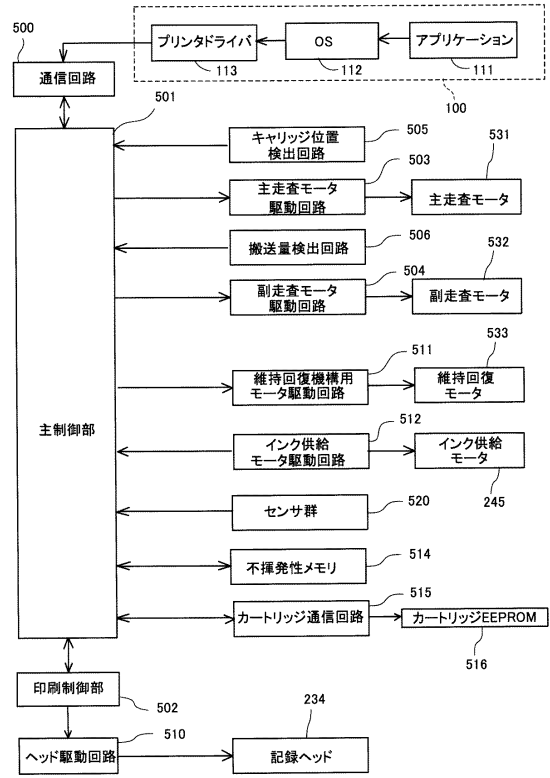 500
プリンタドライバ
OS
アプリケーション
113
112
111
通信回路
100
501
キャリッジ位置
検出回路
505
503
531
主走査モータ
駆動回路
主走査モータ
506
搬送量検出回路
504
532
副走査モータ
駆動回路
副走査モータ
511
533
維持回復機構用
モータ駆動回路
維持回復
モータ
主制御部
512
インク供給
モータ駆動回路
インク供給
モータ
245
センサ群
520
不揮発性メモリ
514
515
カートリッジ通信回路
カートリッジEEPROM
516
印刷制御部
502
234
ヘッド駆動回路
510
記録ヘッド